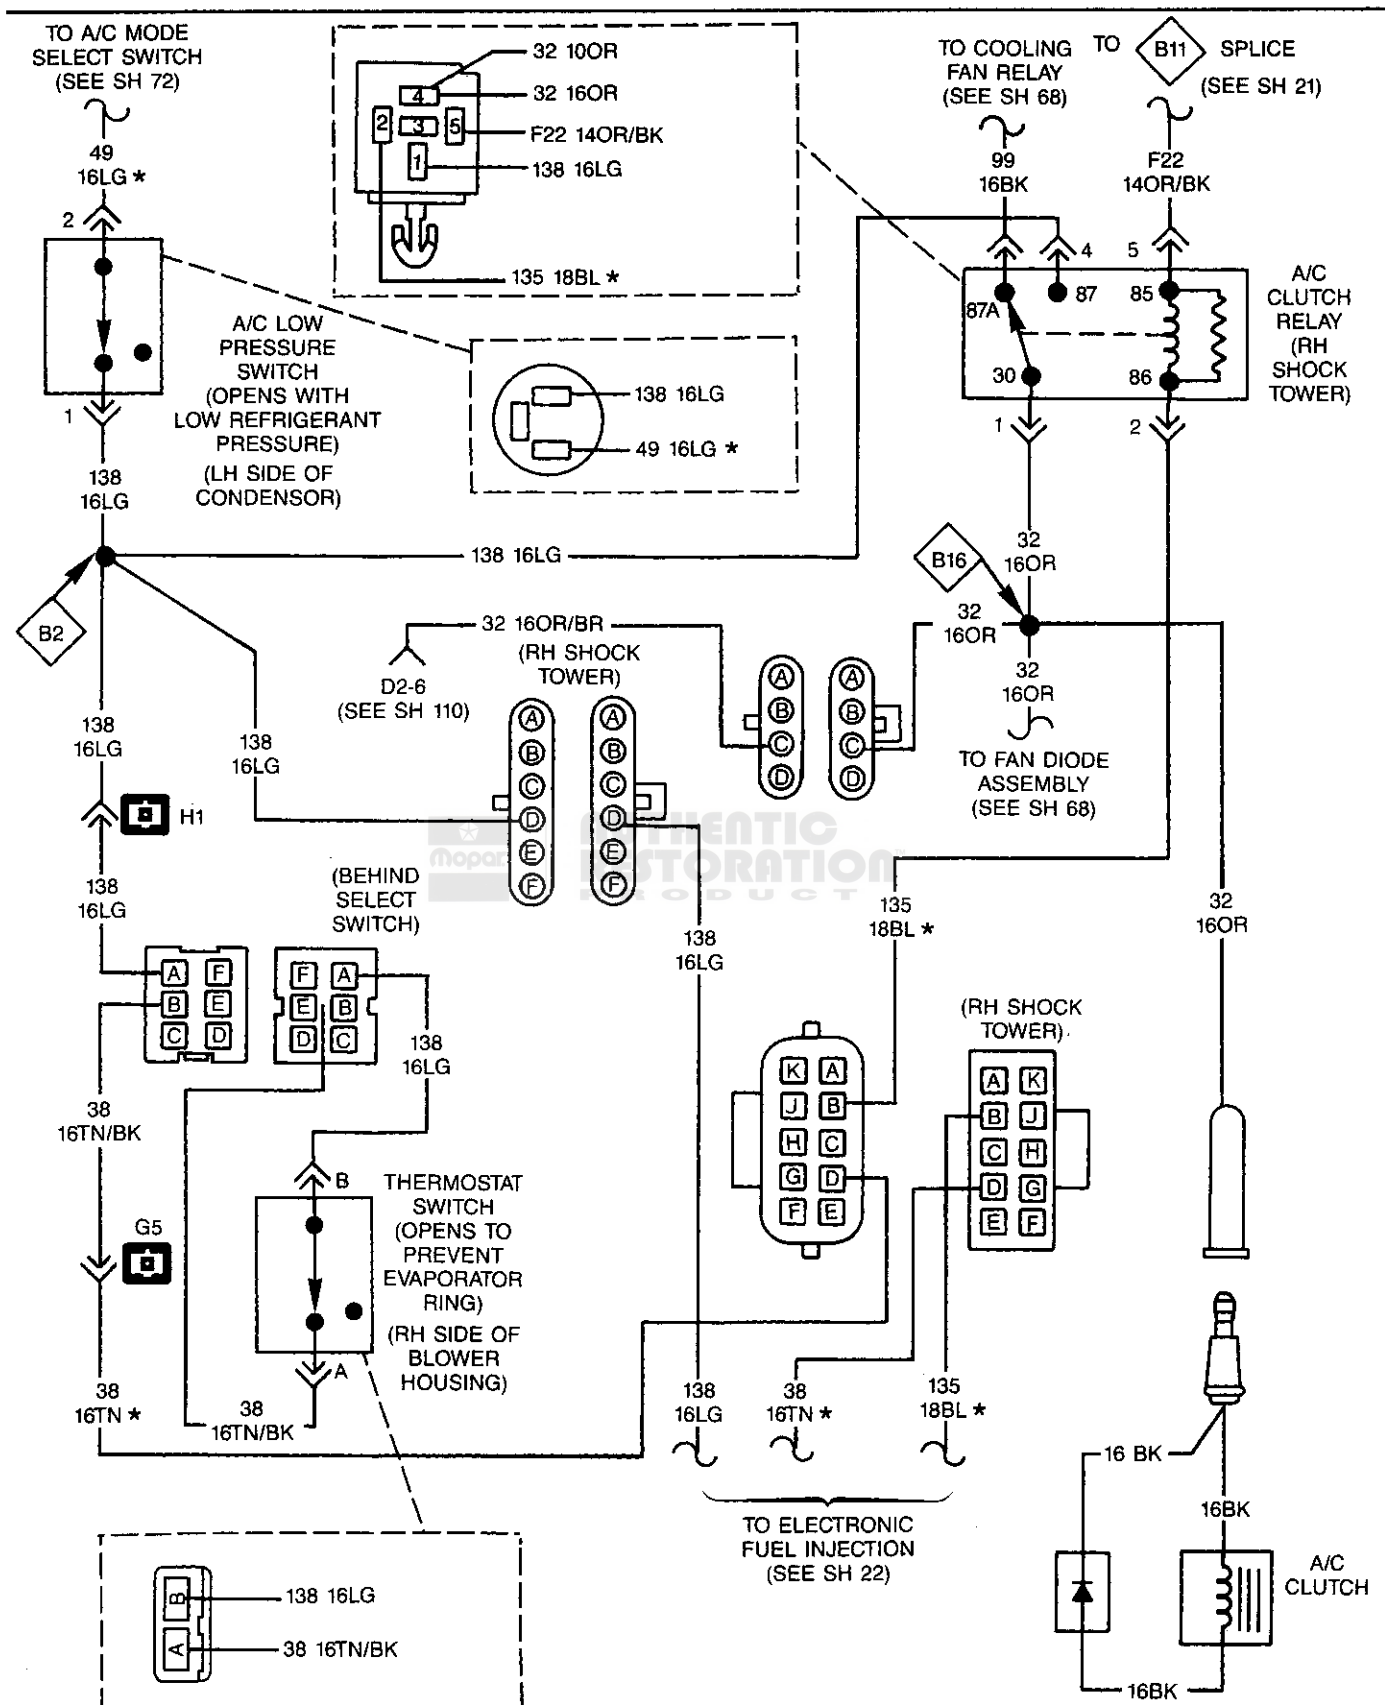 TO A/C MODE
SELECT SWITCH
(SEE SH 72)
49
16LG *
2
1
138
16LG
A/C LOW
PRESSURE
SWITCH
(OPENS WITH
LOW REFRIGERANT
PRESSURE)
(LH SIDE OF
CONDENSOR)
32 10OR
32 16OR
F22 14OR/BK
138 16LG
135 18BL *
4
2
3
5
1
138 16LG
49 16LG *
TO COOLING
FAN RELAY
(SEE SH 68)
TO
B11
SPLICE
(SEE SH 21)
99
16BK
F22
14OR/BK
4
5
87A
87
85
30
86
1
2
A/C
CLUTCH
RELAY
(RH
SHOCK
TOWER)
B2
138 16LG
B16
32
16OR
32
16OR
32
16OR
TO FAN DIODE
ASSEMBLY
(SEE SH 68)
32 16OR/BR
D2-6
(SEE SH 110)
(RH SHOCK
TOWER)
A
B
C
D
E
F
A
B
C
D
E
F
A
B
C
D
A
B
C
D
138
16LG
138
16LG
H1
138
16LG
Mopar
AUTHENTIC
RESTORATION
PRODUCT
(BEHIND
SELECT
SWITCH)
A F
B E
C D
F A
E B
D C
138
16LG
138
16LG
135
18BL *
32
16OR
38
16TN/BK
G5
38
16TN *
B
A
THERMOSTAT
SWITCH
(OPENS TO
PREVENT
EVAPORATOR
RING)
(RH SIDE OF
BLOWER
HOUSING)
38
16TN/BK
K A
J B
H C
G D
F E
(RH SHOCK
TOWER)
A K
B J
C H
D G
E F
138
16LG
38
16TN *
135
18BL *
TO ELECTRONIC
FUEL INJECTION
(SEE SH 22)
16 BK
16BK
A/C
CLUTCH
16BK
B
A
138 16LG
38 16TN/BK